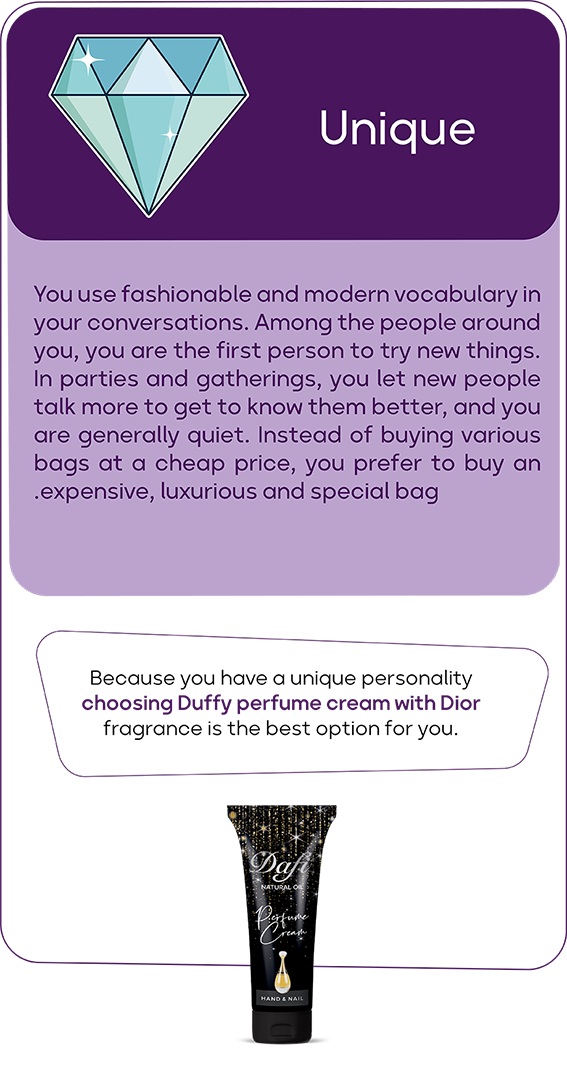 Unique
You use fashionable and modern vocabulary in
your conversations. Among the people around
you, you are the first person to try new things.
In parties and gatherings, you let new people
talk more to get to know them better, and you
are generally quiet. Instead of buying various
bags at a cheap price, you prefer to buy an
.expensive, luxurious and special bag
Because you have a unique personality
choosing Duffy perfume cream with Dior
fragrance is the best option for you.
Dafi
NATURAL OIL
Perfume
Cream
HAND & NAIL